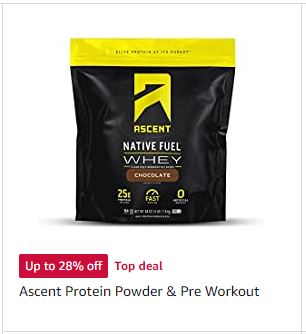 ASCENT
NATIVE FUEL
WHEY
CHOCOLATE
25g FAST 0
Up to 28% off Top deal
Ascent Protein Powder & Pre Workout